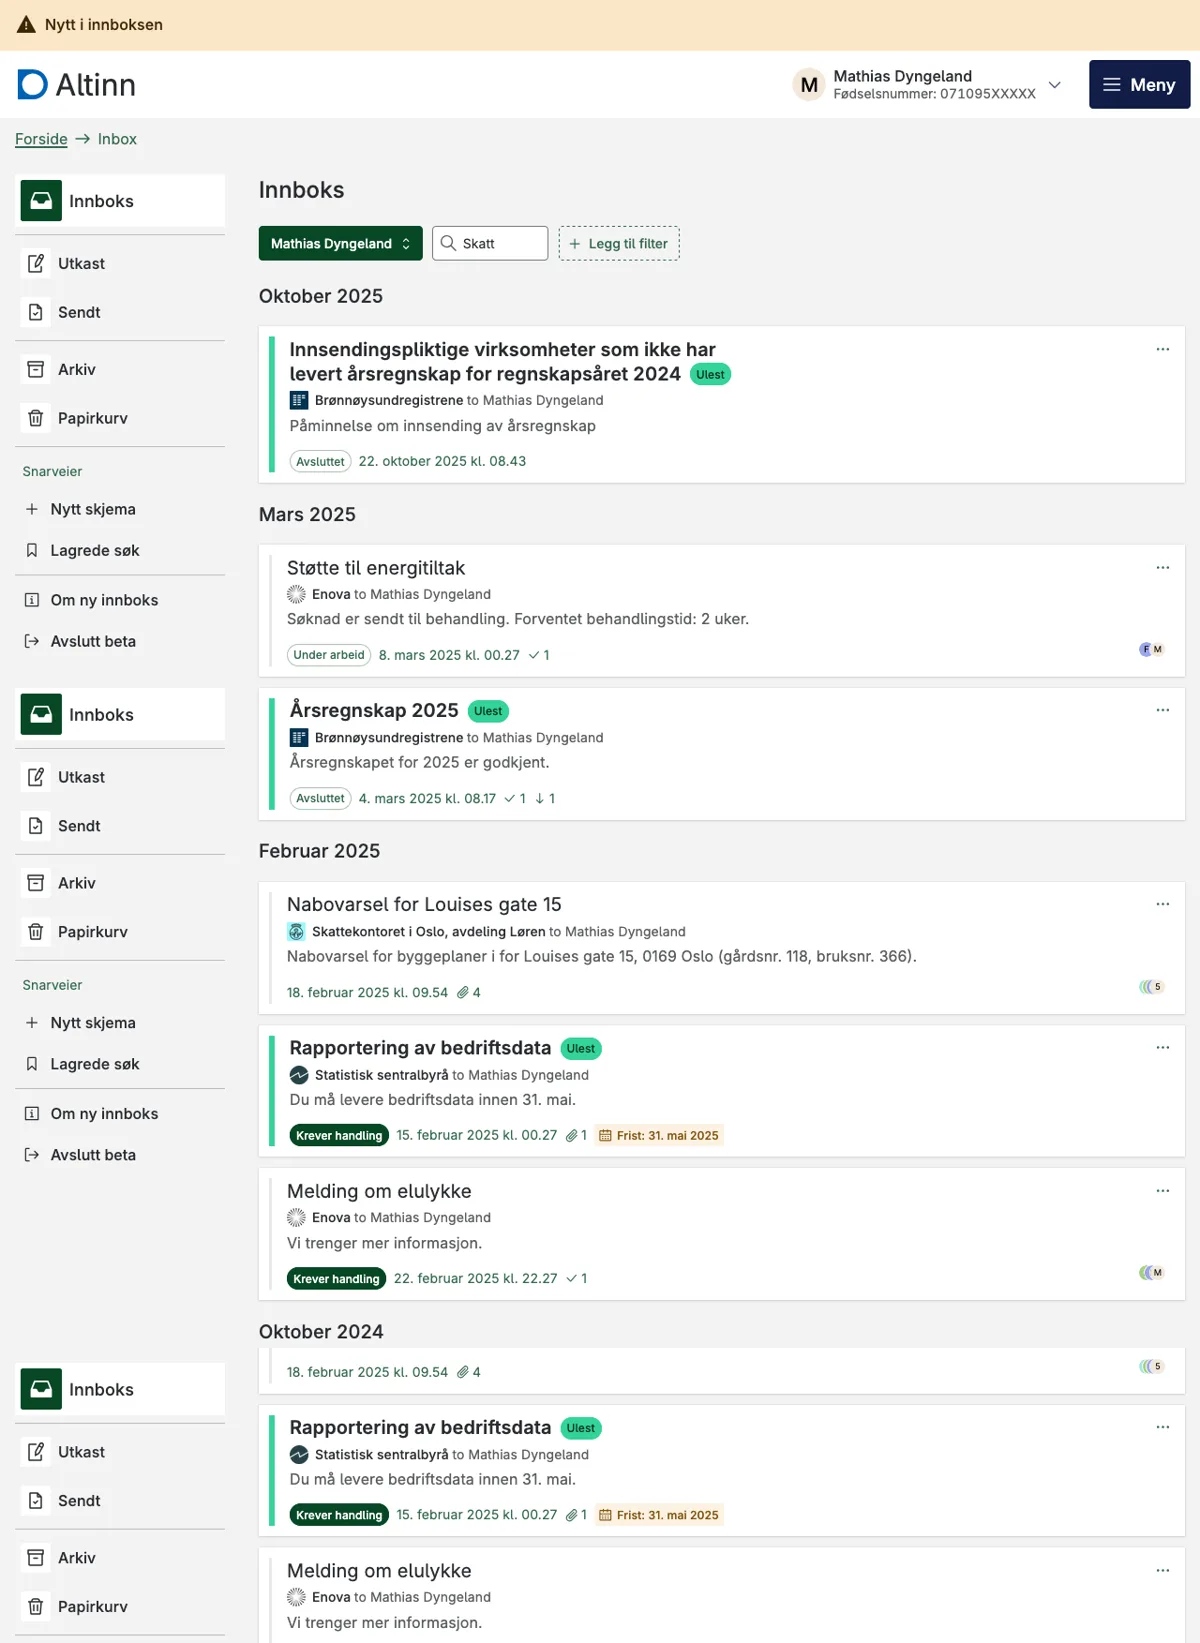 Nytt i innboksen
Altinn
M
Mathias Dyngeland
Fødselsnummer: 071095XXXXX
Meny
Forside → Inbox
Innboks
Utkast
Sendt
Arkiv
Papirkurv
Snarveier
Nytt skjema
Lagrede søk
Om ny innboks
Avslutt beta
Innboks
Utkast
Sendt
Arkiv
Papirkurv
Snarveier
Nytt skjema
Lagrede søk
Om ny innboks
Avslutt beta
Innboks
Utkast
Sendt
Arkiv
Papirkurv
Innboks
Mathias Dyngeland
Skatt
+ Legg til filter
Oktober 2025
Innsendingspliktige virksomheter som ikke har
levert årsregnskap for regnskapsåret 2024 Ulest
Brønnøysundregistrene to Mathias Dyngeland
Påminnelse om innsending av årsregnskap
Avsluttet 22. oktober 2025 kl. 08.43
Mars 2025
Støtte til energitiltak
Enova to Mathias Dyngeland
Søknad er sendt til behandling. Forventet behandlingstid: 2 uker.
Under arbeid 8. mars 2025 kl. 00.27 ✓ 1
F M
Årsregnskap 2025 Ulest
Brønnøysundregistrene to Mathias Dyngeland
Årsregnskapet for 2025 er godkjent.
Avsluttet 4. mars 2025 kl. 08.17 ✓ 1 ↓ 1
Februar 2025
Nabovarsel for Louises gate 15
Skattekontoret i Oslo, avdeling Løren to Mathias Dyngeland
Nabovarsel for byggeplaner i for Louises gate 15, 0169 Oslo (gårdsnr. 118, bruksnr. 366).
18. februar 2025 kl. 09.54 4
5
Rapportering av bedriftsdata Ulest
Statistisk sentralbyrå to Mathias Dyngeland
Du må levere bedriftsdata innen 31. mai.
Krever handling 15. februar 2025 kl. 00.27 1 Frist: 31. mai 2025
Melding om elulykke
Enova to Mathias Dyngeland
Vi trenger mer informasjon.
Krever handling 22. februar 2025 kl. 22.27 ✓ 1
M
Oktober 2024
18. februar 2025 kl. 09.54 4
5
Rapportering av bedriftsdata Ulest
Statistisk sentralbyrå to Mathias Dyngeland
Du må levere bedriftsdata innen 31. mai.
Krever handling 15. februar 2025 kl. 00.27 1 Frist: 31. mai 2025
Melding om elulykke
Enova to Mathias Dyngeland
Vi trenger mer informasjon.